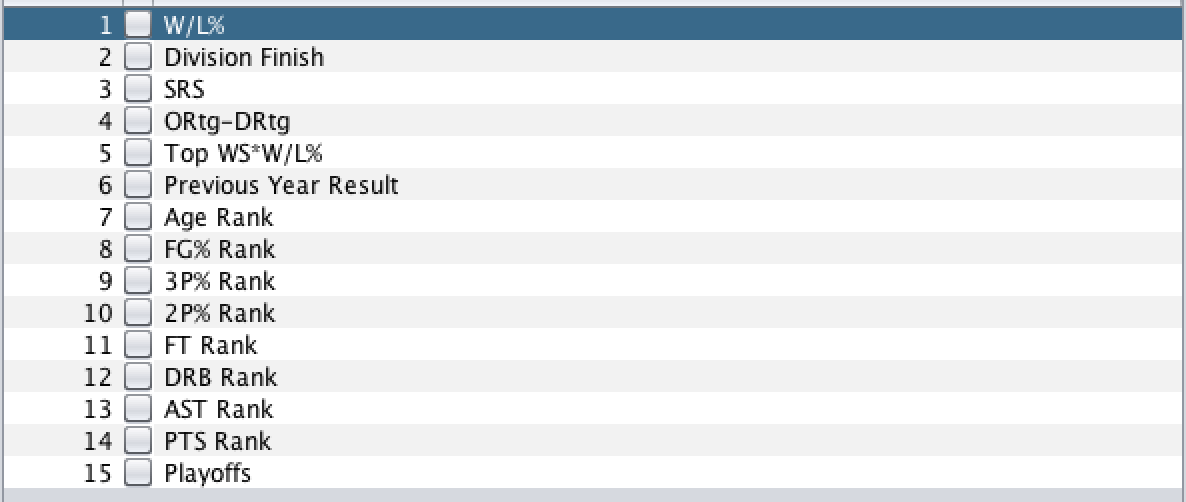 1 W/L%
2 Division Finish
3 SRS
4 ORtg-DRtg
5 Top WS*W/L%
6 Previous Year Result
7 Age Rank
8 FG% Rank
9 3P% Rank
10 2P% Rank
11 FT Rank
12 DRB Rank
13 AST Rank
14 PTS Rank
15 Playoffs